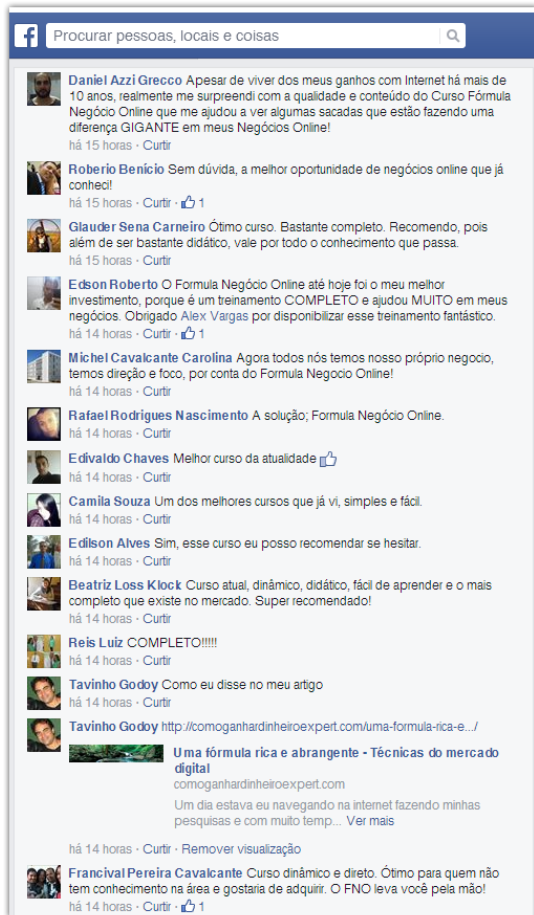 f Procurar pessoas, locais e coisas
Daniel Azzi Grecco Apesar de viver dos meus ganhos com Internet há mais de
10 anos, realmente me surpreendi com a qualidade e conteúdo do Curso Fórmula
Negócio Online que me ajudou a ver algumas sacadas que estão fazendo uma
diferença GIGANTE em meus Negócios Online!
há 15 horas · Curtir
Roberio Benício Sem dúvida, a melhor oportunidade de negócios online que já
conheci!
há 15 horas · Curtir · 1
Glauder Sena Carneiro Ótimo curso. Bastante completo. Recomendo, pois
além de ser bastante didático, vale por todo o conhecimento que passa.
há 15 horas · Curtir
Edson Roberto O Formula Negócio Online até hoje foi o meu melhor
investimento, porque é um treinamento COMPLETO e ajudou MUITO em meus
negócios. Obrigado Alex Vargas por disponibilizar esse treinamento fantástico.
há 14 horas · Curtir · 1
Michel Cavalcante Carolina Agora todos nós temos nosso próprio negocio,
temos direção e foco, por conta do Formula Negócio Online!
há 14 horas · Curtir
Rafael Rodrigues Nascimento A solução; Formula Negócio Online.
há 14 horas · Curtir
Edivaldo Chaves Melhor curso da atualidade
há 14 horas · Curtir
Camila Souza Um dos melhores cursos que já vi, simples e fácil.
há 14 horas · Curtir
Edilson Alves Sim, esse curso eu posso recomendar se hesitar.
há 14 horas · Curtir
Beatriz Loss Klock Curso atual, dinâmico, didático, fácil de aprender e o mais
completo que existe no mercado. Super recomendado!
há 14 horas · Curtir
Reis Luiz COMPLETO!!!!!
há 14 horas · Curtir
Tavinho Godoy Como eu disse no meu artigo
há 14 horas · Curtir
Tavinho Godoy http://comoganhardinheiroexpert.com/uma-formula-rica-e.../
Uma fórmula rica e abrangente - Técnicas do mercado
digital
comoganhardinheiroexpert.com
Um dia estava eu navegando na internet fazendo minhas
pesquisas e com muito temp... Ver mais
há 14 horas · Curtir · Remover visualização
Francival Pereira Cavalcante Curso dinâmico e direto. Ótimo para quem não
tem conhecimento na área e gostaria de adquirir. O FNO leva você pela mão!
há 14 horas · Curtir · 1